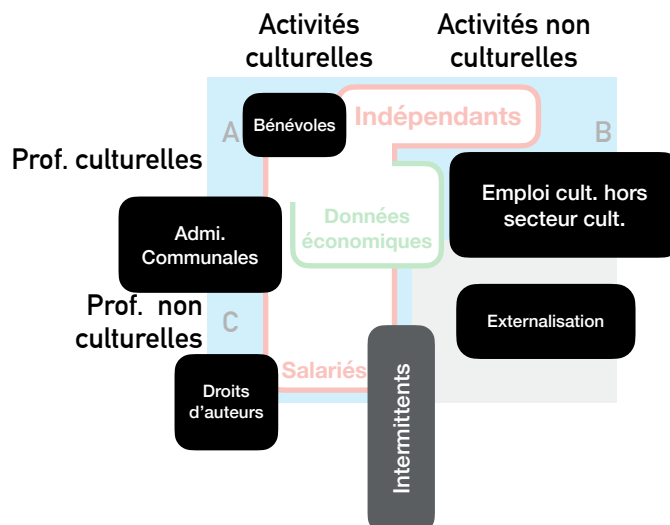 Activités
culturelles
Activités non
culturelles
A
Bénévoles
Indépendants
B
Prof. culturelles
Emploi cult. hors
secteur cult.
Données
économiques
Admi.
Communales
Prof. non
culturelles
C
Externalisation
Salariés
Droits
d'auteurs
Intermittents